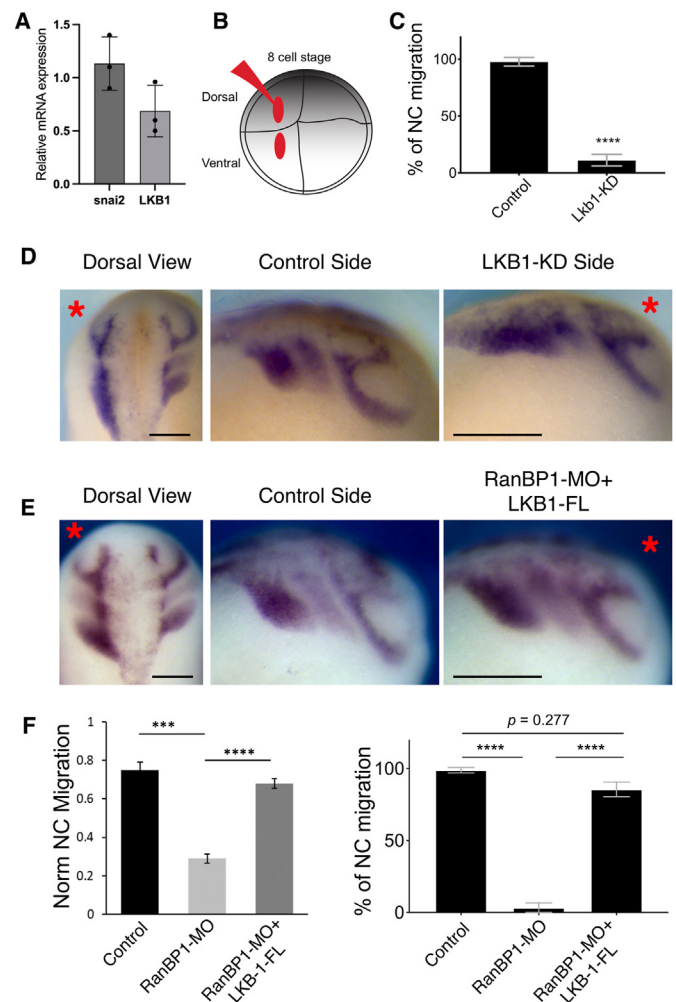 A
Relative mRNA expression
1.5
1.0
0.5
0.0
snai2
LKB1
B
8 cell stage
Dorsal
Ventral
C
% of NC migration
100
50
0
****
Control
Lkb1-KD
D
Dorsal View
Control Side
LKB1-KD Side
*
*
E
Dorsal View
Control Side
RanBP1-MO+
LKB1-FL
*
*
F
Norm NC Migration
1
0.8
0.6
0.4
0.2
0
***
****
Control
RanBP1-MO
RanBP1-MO+
LKB-1-FL
% of NC migration
100
50
0
p = 0.277
****
****
Control
RanBP1-MO
RanBP1-MO+
LKB1-FL